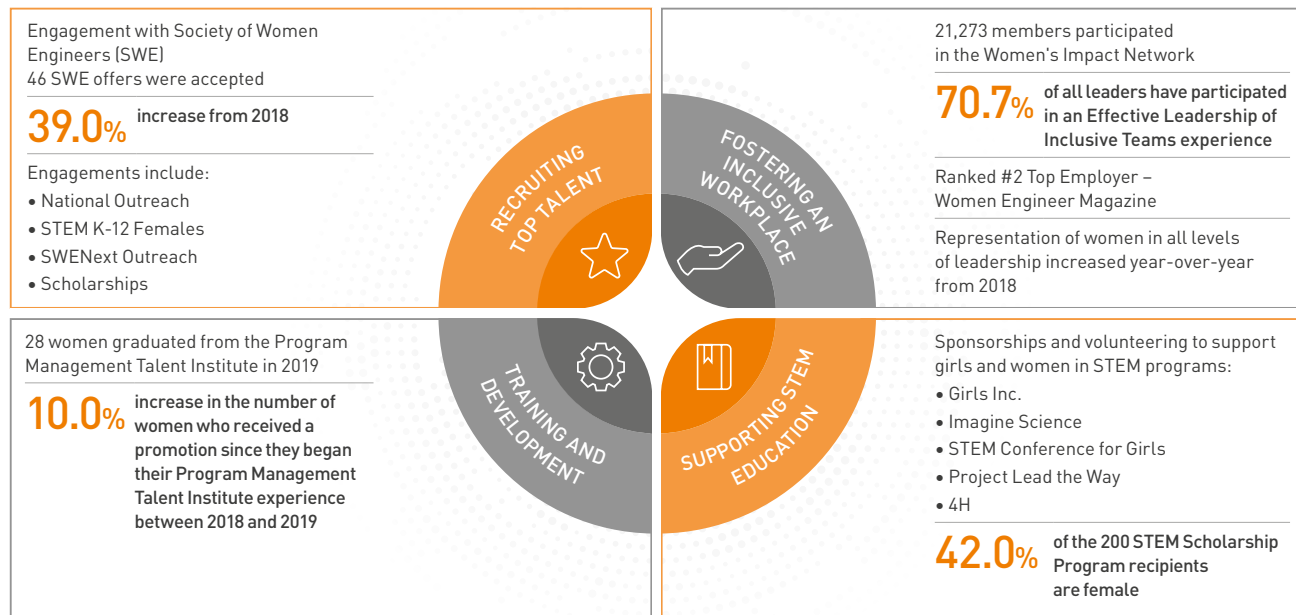 Engagement with Society of Women
Engineers (SWE)
46 SWE offers were accepted
39.0% increase from 2018
Engagements include:
• National Outreach
• STEM K-12 Females
• SWENext Outreach
• Scholarships
RECRUITING
TOP TALENT
FOSTERING AN
INCLUSIVE
WORKPLACE
21,273 members participated
in the Women's Impact Network
70.7% of all leaders have participated
in an Effective Leadership of
Inclusive Teams experience
Ranked #2 Top Employer –
Women Engineer Magazine
Representation of women in all levels
of leadership increased year-over-year
from 2018
28 women graduated from the Program
Management Talent Institute in 2019
10.0% increase in the number of
women who received a
promotion since they began
their Program Management
Talent Institute experience
between 2018 and 2019
TRAINING AND
DEVELOPMENT
SUPPORTING STEM
EDUCATION
Sponsorships and volunteering to support
girls and women in STEM programs:
• Girls Inc.
• Imagine Science
• STEM Conference for Girls
• Project Lead the Way
• 4H
42.0% of the 200 STEM Scholarship
Program recipients
are female